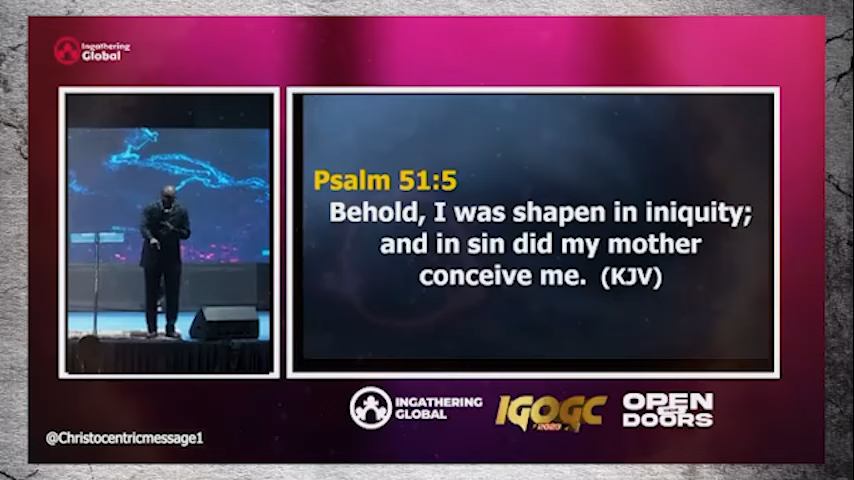 Ingathering
Global
Psalm 51:5
Behold, I was shapen in iniquity;
and in sin did my mother
conceive me. (KJV)
INGATHERING
GLOBAL
IGOGC
2023
OPEN
DOORS
@Christocentricmessage1